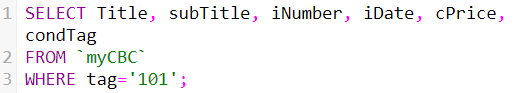 1 SELECT Title, subTitle, iNumber, iDate, cPrice,
condTag
2 FROM `myCBC`
3 WHERE tag='101';